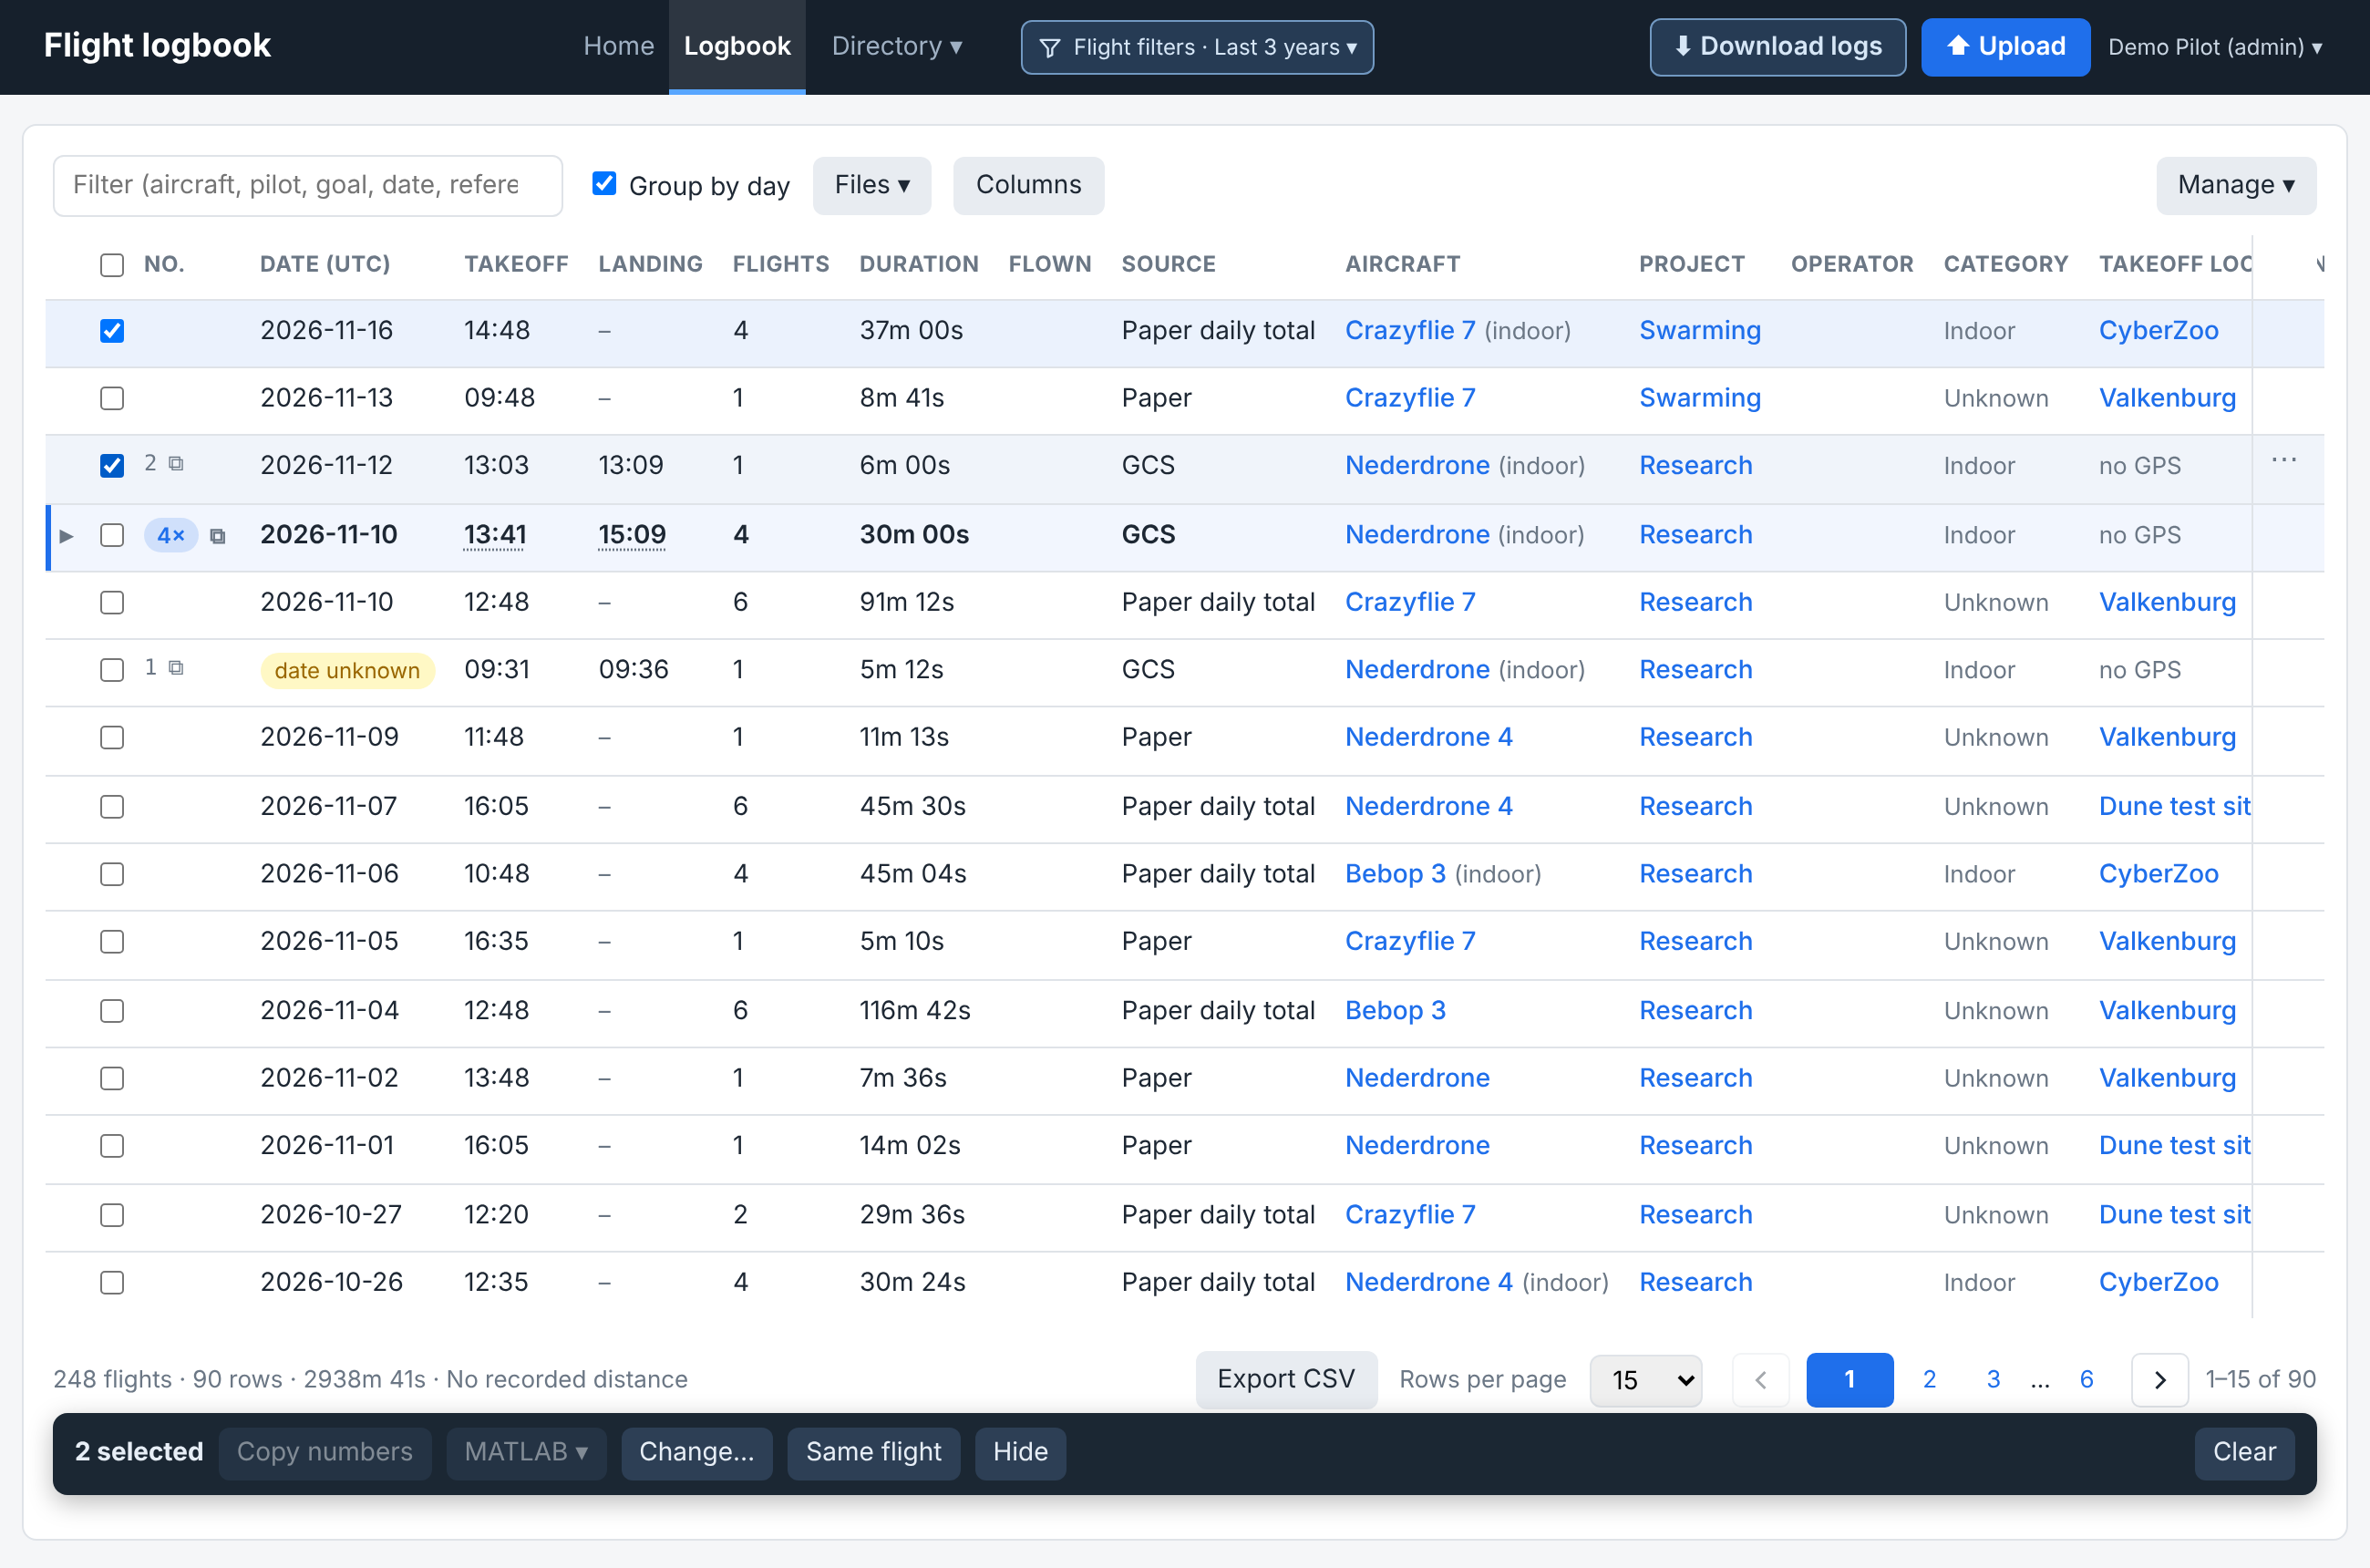 Flight logbook Home Logbook Directory ▾ Flight filters · Last 3 years ▾ ⬇ Download logs ⬆ Upload Demo Pilot (admin) ▾
Filter (aircraft, pilot, goal, date, refere Group by day Files ▾ Columns Manage ▾
NO. DATE (UTC) TAKEOFF LANDING FLIGHTS DURATION FLOWN SOURCE AIRCRAFT PROJECT OPERATOR CATEGORY TAKEOFF LOC
2026-11-16 14:48 – 4 37m 00s Paper daily total Crazyflie 7 (indoor) Swarming Indoor CyberZoo
2026-11-13 09:48 – 1 8m 41s Paper Crazyflie 7 Swarming Unknown Valkenburg
2 2026-11-12 13:03 13:09 1 6m 00s GCS Nederdrone (indoor) Research Indoor no GPS ...
▶ 4× 2026-11-10 13:41 15:09 4 30m 00s GCS Nederdrone (indoor) Research Indoor no GPS
2026-11-10 12:48 – 6 91m 12s Paper daily total Crazyflie 7 Research Unknown Valkenburg
1 date unknown 09:31 09:36 1 5m 12s GCS Nederdrone (indoor) Research Indoor no GPS
2026-11-09 11:48 – 1 11m 13s Paper Nederdrone 4 Research Unknown Valkenburg
2026-11-07 16:05 – 6 45m 30s Paper daily total Nederdrone 4 Research Unknown Dune test sit
2026-11-06 10:48 – 4 45m 04s Paper daily total Bebop 3 (indoor) Research Indoor CyberZoo
2026-11-05 16:35 – 1 5m 10s Paper Crazyflie 7 Research Unknown Valkenburg
2026-11-04 12:48 – 6 116m 42s Paper daily total Bebop 3 Research Unknown Valkenburg
2026-11-02 13:48 – 1 7m 36s Paper Nederdrone Research Unknown Valkenburg
2026-11-01 16:05 – 1 14m 02s Paper Nederdrone Research Unknown Dune test sit
2026-10-27 12:20 – 2 29m 36s Paper daily total Crazyflie 7 Research Unknown Dune test sit
2026-10-26 12:35 – 4 30m 24s Paper daily total Nederdrone 4 (indoor) Research Indoor CyberZoo
248 flights · 90 rows · 2938m 41s · No recorded distance Export CSV Rows per page 15 1 2 3 ... 6 1–15 of 90
2 selected Copy numbers MATLAB ▾ Change... Same flight Hide Clear